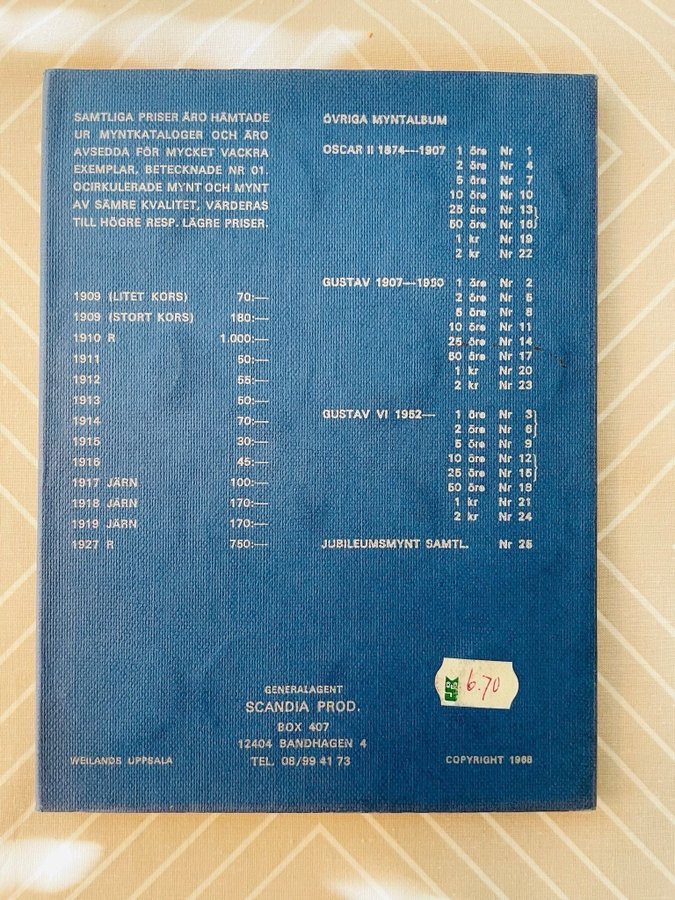 SAMTLIGA PRISER ÄRO HÄMTADE
UR MYNTKATALOGER OCH ÄRO
AVSEDDA FÖR MYCKET VACKRA
EXEMPLAR, BETECKNADE NR 01.
OCIRKULERADE MYNT OCH MYNT
AV SÄMRE KVALITET, VÄRDERAS
TILL HÖGRE RESP. LÄGRE PRISER.
1909 (LITET KORS) 70:—
1909 (STORT KORS) 180:—
1910 R 1.000:—
1911 50:—
1912 55:—
1913 50:—
1914 70:—
1915 30:—
1916 45:—
1917 JÄRN 100:—
1918 JÄRN 170:—
1919 JÄRN 170:—
1927 R 750:—
ÖVRIGA MYNTALBUM
OSCAR II 1874—1907 1 öre Nr 1
2 öre Nr 4
5 öre Nr 7
10 öre Nr 10
25 öre Nr 13
50 öre Nr 16
1 kr Nr 19
2 kr Nr 22
GUSTAV 1907—1950 1 öre Nr 2
2 öre Nr 5
5 öre Nr 8
10 öre Nr 11
25 öre Nr 14
50 öre Nr 17
1 kr Nr 20
2 kr Nr 23
GUSTAV VI 1952— 1 öre Nr 3
2 öre Nr 6
5 öre Nr 9
10 öre Nr 12
25 öre Nr 15
50 öre Nr 18
1 kr Nr 21
2 kr Nr 24
JUBILEUMSMYNT SAMTL. Nr 25
6.70
GENERALAGENT
SCANDIA PROD.
BOX 407
12404 BANDHAGEN 4
TEL. 08/99 41 73
WEILANDS UPPSALA
COPYRIGHT 1968